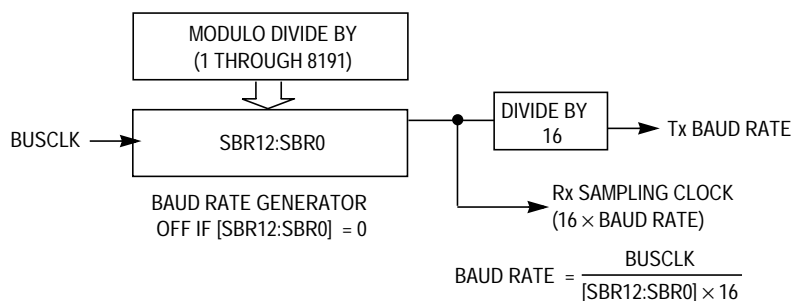 MODULO DIVIDE BY
(1 THROUGH 8191)
BUSCLK
SBR12:SBR0
DIVIDE BY
16
Tx BAUD RATE
BAUD RATE GENERATOR
OFF IF [SBR12:SBR0] = 0
Rx SAMPLING CLOCK
(16 × BAUD RATE)
BAUD RATE =
BUSCLK
[SBR12:SBR0] × 16